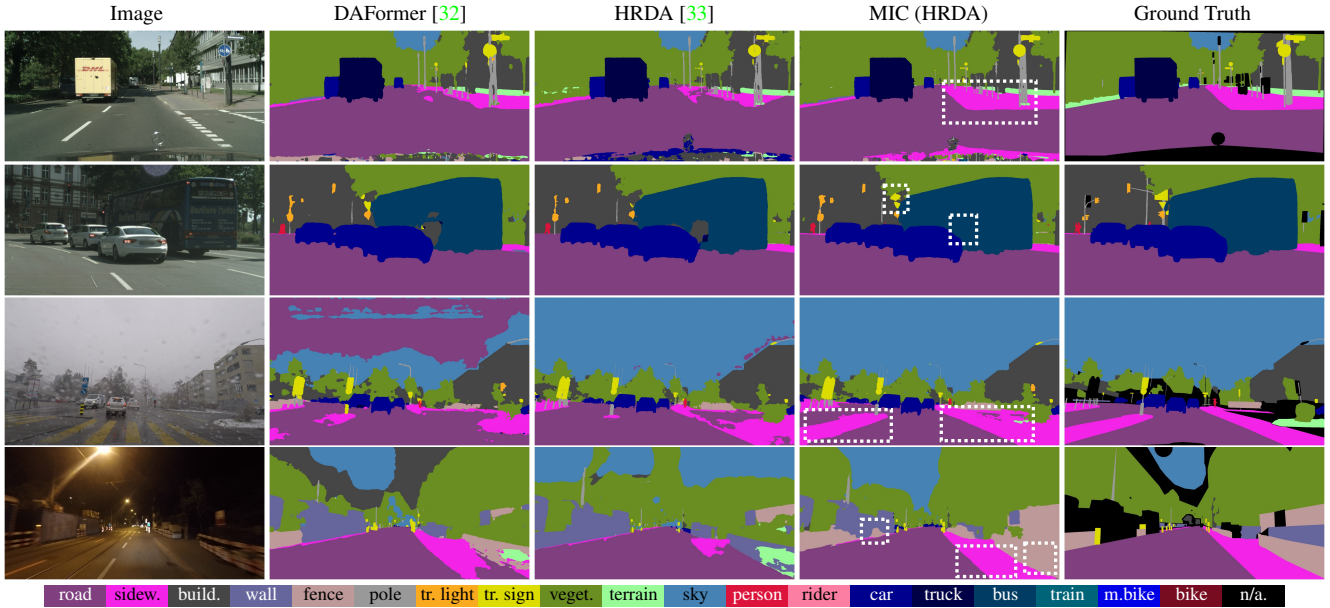 Image DAFormer [32] HRDA [33] MIC (HRDA) Ground Truth
road sidew. build. wall fence pole tr. light tr. sign veget. terrain sky person rider car truck bus train m.bike bike n/a.